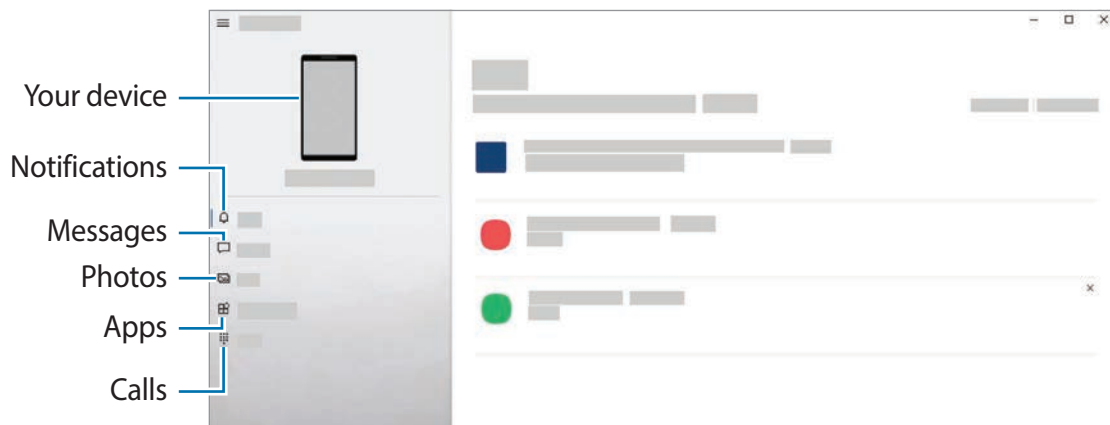 Your device
Notifications
Messages
Photos
Apps
Calls